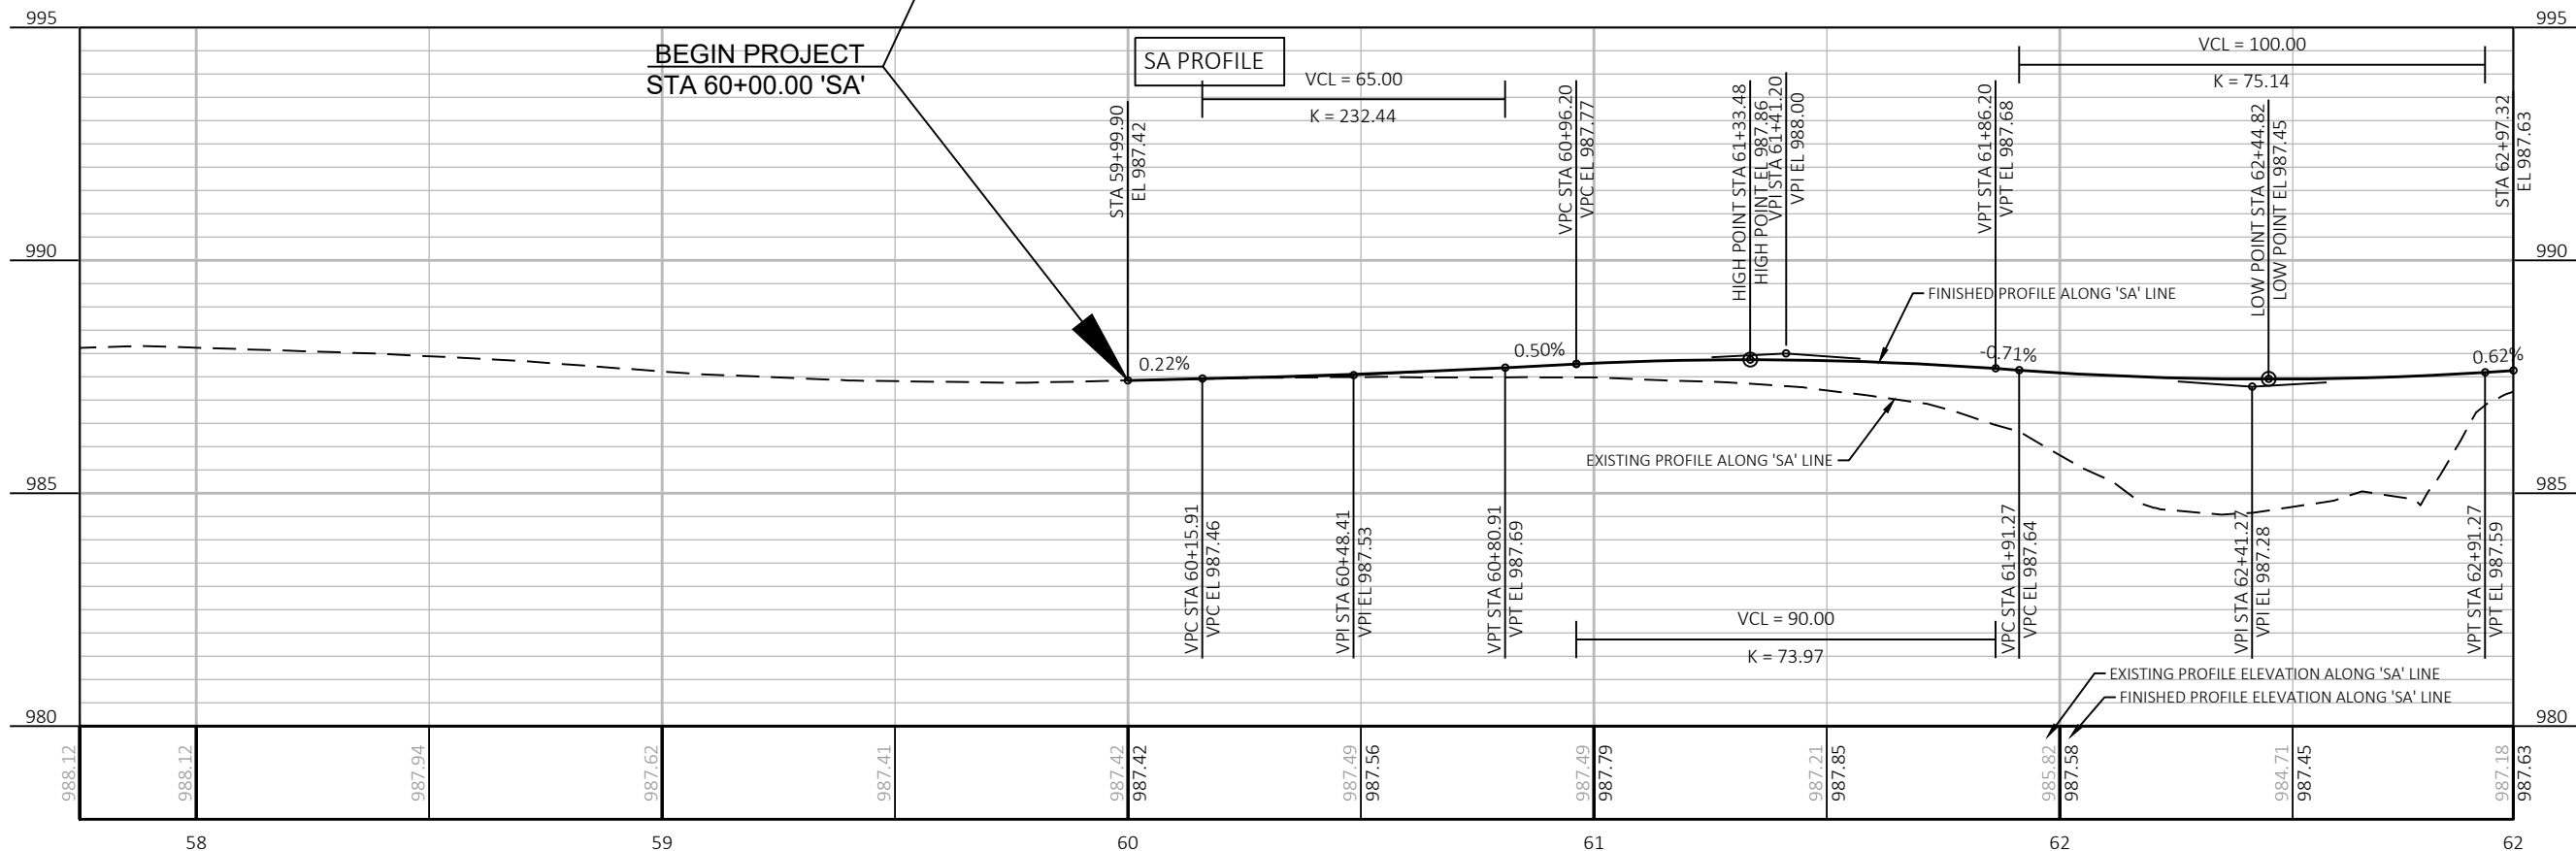 995
995
BEGIN PROJECT
STA 60+00.00 'SA'
SA PROFILE
VCL = 65.00
K = 232.44
VCL = 100.00
K = 75.14
STA 59+99.90
EL 987.42
VPC STA 60+96.20
VPC EL 987.77
HIGH POINT STA 61+33.48
HIGH POINT EL 987.86
VPI STA 61+41.20
VPI EL 988.00
VPT STA 61+86.20
VPT EL 987.68
LOW POINT STA 62+44.82
LOW POINT EL 987.45
STA 62+97.32
EL 987.63
990
990
FINISHED PROFILE ALONG 'SA' LINE
0.22%
0.50%
-0.71%
0.62%
EXISTING PROFILE ALONG 'SA' LINE
985
985
VPC STA 60+15.91
VPC EL 987.46
VPI STA 60+48.41
VPI EL 987.53
VPT STA 60+80.91
VPT EL 987.69
VPC STA 61+91.27
VPC EL 987.64
VPI STA 62+41.27
VPI EL 987.28
VPT STA 62+91.27
VPT EL 987.59
VCL = 90.00
K = 73.97
EXISTING PROFILE ELEVATION ALONG 'SA' LINE
FINISHED PROFILE ELEVATION ALONG 'SA' LINE
980
980
988.12
988.12
987.94
987.62
987.41
987.42
987.42
987.49
987.56
987.49
987.79
987.21
987.85
985.82
987.58
984.71
987.45
987.18
987.63
58
59
60
61
62
62